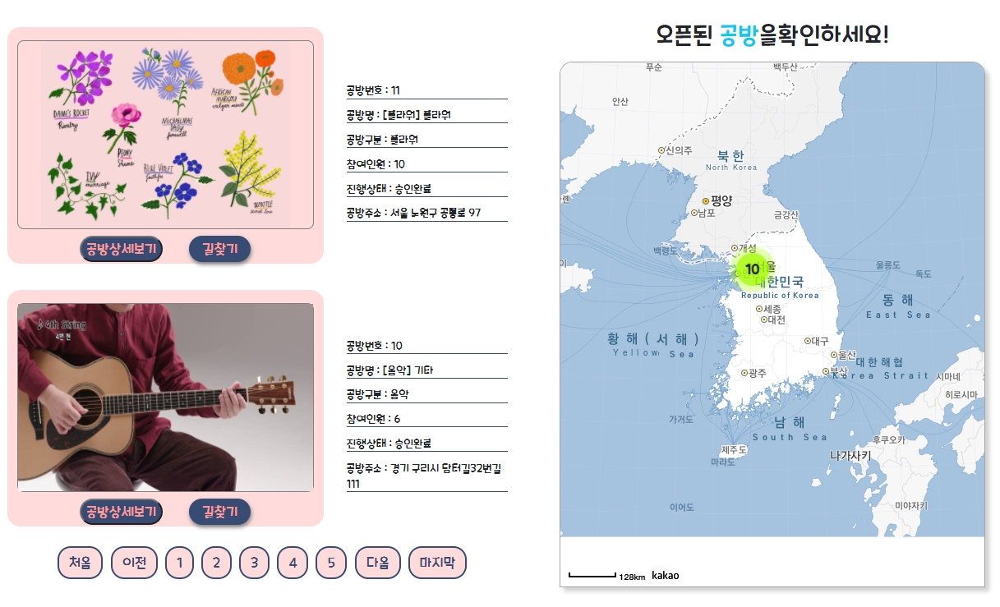 오픈된 공방을확인하세요!
DAME'S ROCKET
Rivalry
MICHAELMAS DAISY
farewell
AFRICAN MARIGOLD
vulgar minds
PEONY
Shame
IVY
marriage
BLUE VIOLET
faithful
WATTLE
secret love
공방상세보기
길찾기
공방번호 : 11
공방명 : [플라워] 플라워
공방구분 : 플라워
참여인원 : 10
진행상태 : 승인완료
공방주소 : 서울 노원구 공릉로 97
♪ 4th String
4번 현
공방상세보기
길찾기
공방번호 : 10
공방명 : [음악] 기타
공방구분 : 음악
참여인원 : 6
진행상태 : 승인완료
공방주소 : 경기 구리시 담터길32번길
111
처음
이전
1
2
3
4
5
다음
마지막
푸순
백두산
안산
신의주
북한
North Korea
평양
남포
금강산
백령도
개성
10
서울
대한민국
Republic of Korea
울릉도
독도
세종
대전
동 해
East Sea
황 해 ( 서 해 )
Yellow Sea
대구
울산
대한해협
부산
Korea Strait
시마네
광주
히로시마
가거도
남 해
South Sea
후쿠오카
제주도
나가사키
마라도
이어도
미야자키
128km
kakao